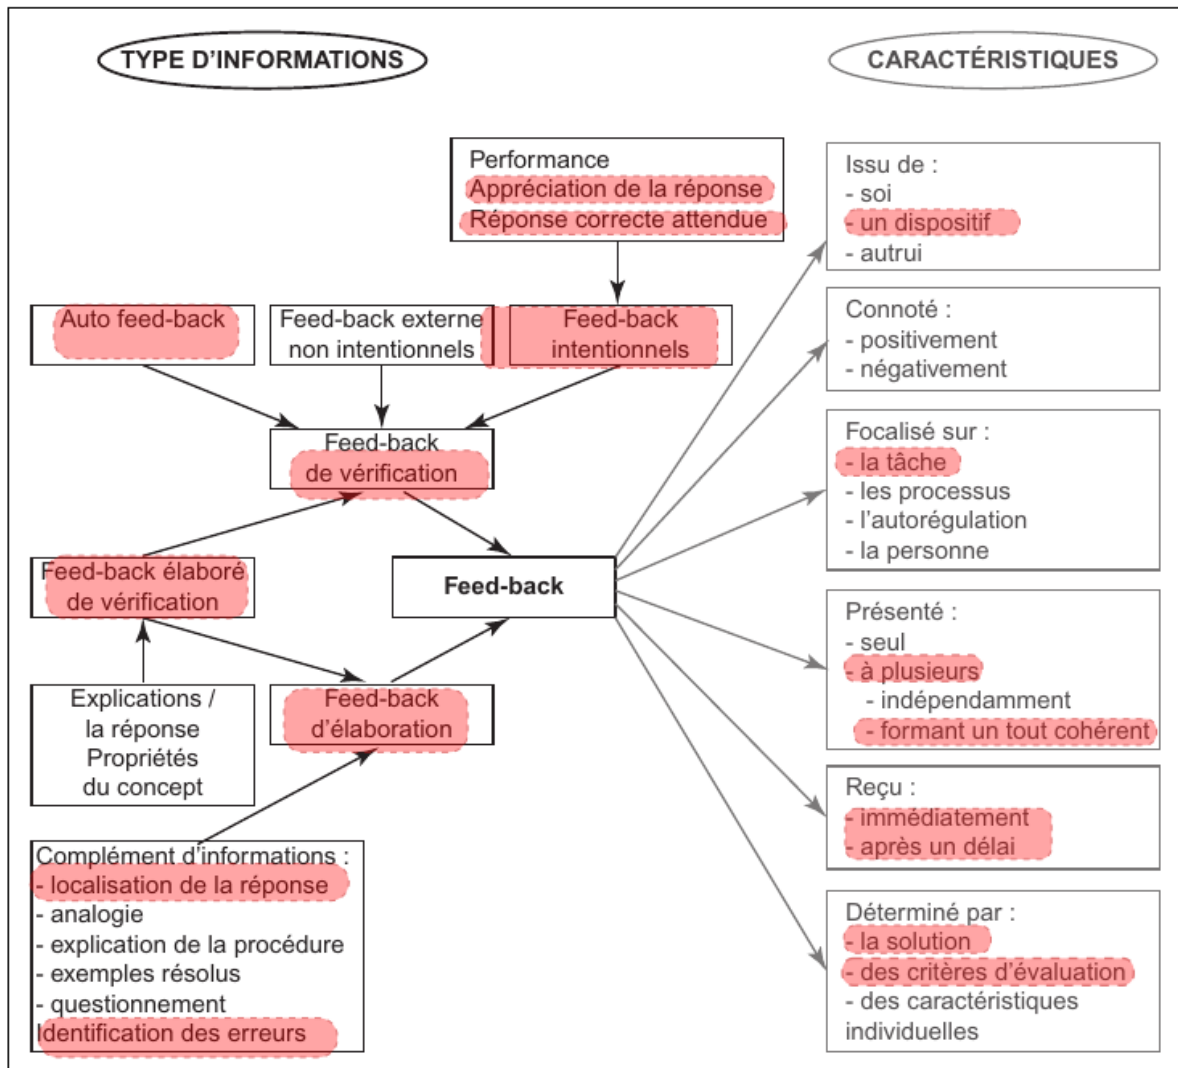 TYPE D'INFORMATIONS
CARACTÉRISTIQUES
Performance
Appréciation de la réponse
Réponse correcte attendue
Auto feed-back
Feed-back externe
non intentionnels
Feed-back
intentionnels
Feed-back
de vérification
Feed-back élaboré
de vérification
Feed-back
Explications /
la réponse
Propriétés
du concept
Feed-back
d'élaboration
Complément d'informations :
- localisation de la réponse
- analogie
- explication de la procédure
- exemples résolus
- questionnement
Identification des erreurs
Issu de :
- soi
- un dispositif
- autrui
Connoté :
- positivement
- négativement
Focalisé sur :
- la tâche
- les processus
- l'autorégulation
- la personne
Présenté :
- seul
- à plusieurs
- indépendamment
- formant un tout cohérent
Reçu :
- immédiatement
- après un délai
Déterminé par :
- la solution
- des critères d'évaluation
- des caractéristiques
individuelles